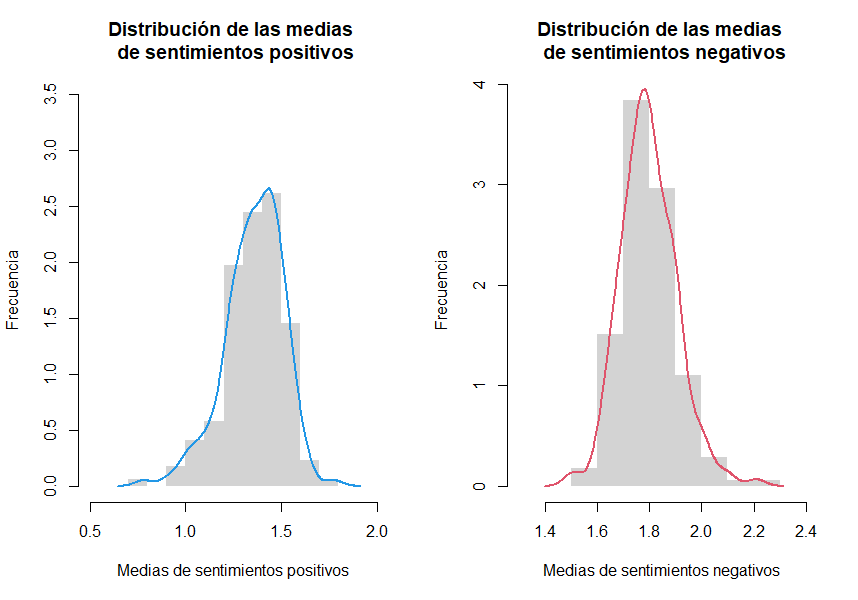 Distribución de las medias
de sentimientos positivos
Frecuencia
3.5
3.0
2.5
2.0
1.5
1.0
0.5
0.0
0.5 1.0 1.5 2.0
Medias de sentimientos positivos
Distribución de las medias
de sentimientos negativos
Frecuencia
4
3
2
1
0
1.4 1.6 1.8 2.0 2.2 2.4
Medias de sentimientos negativos